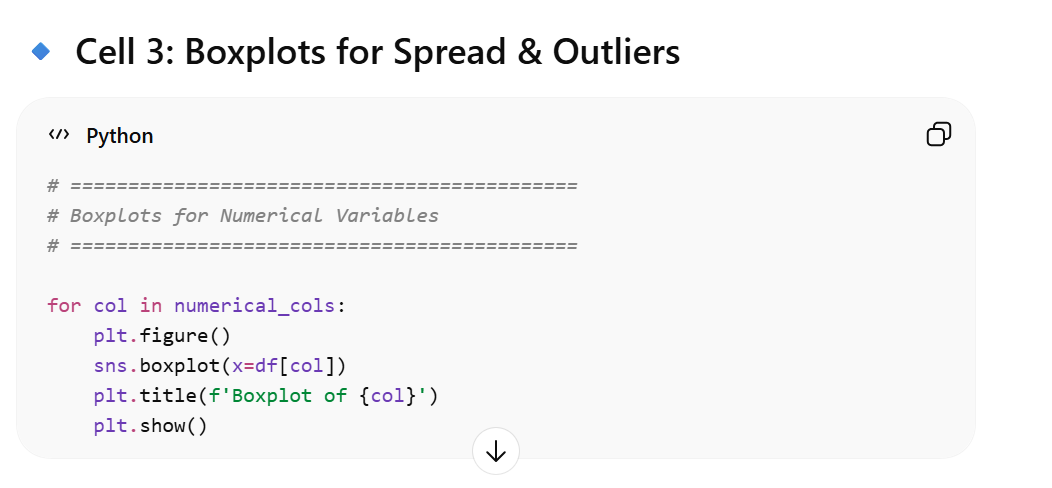 Cell 3: Boxplots for Spread & Outliers
Python
# ============================================
# Boxplots for Numerical Variables
# ============================================
for col in numerical_cols:
    plt.figure()
    sns.boxplot(x=df[col])
    plt.title(f'Boxplot of {col}')
    plt.show()